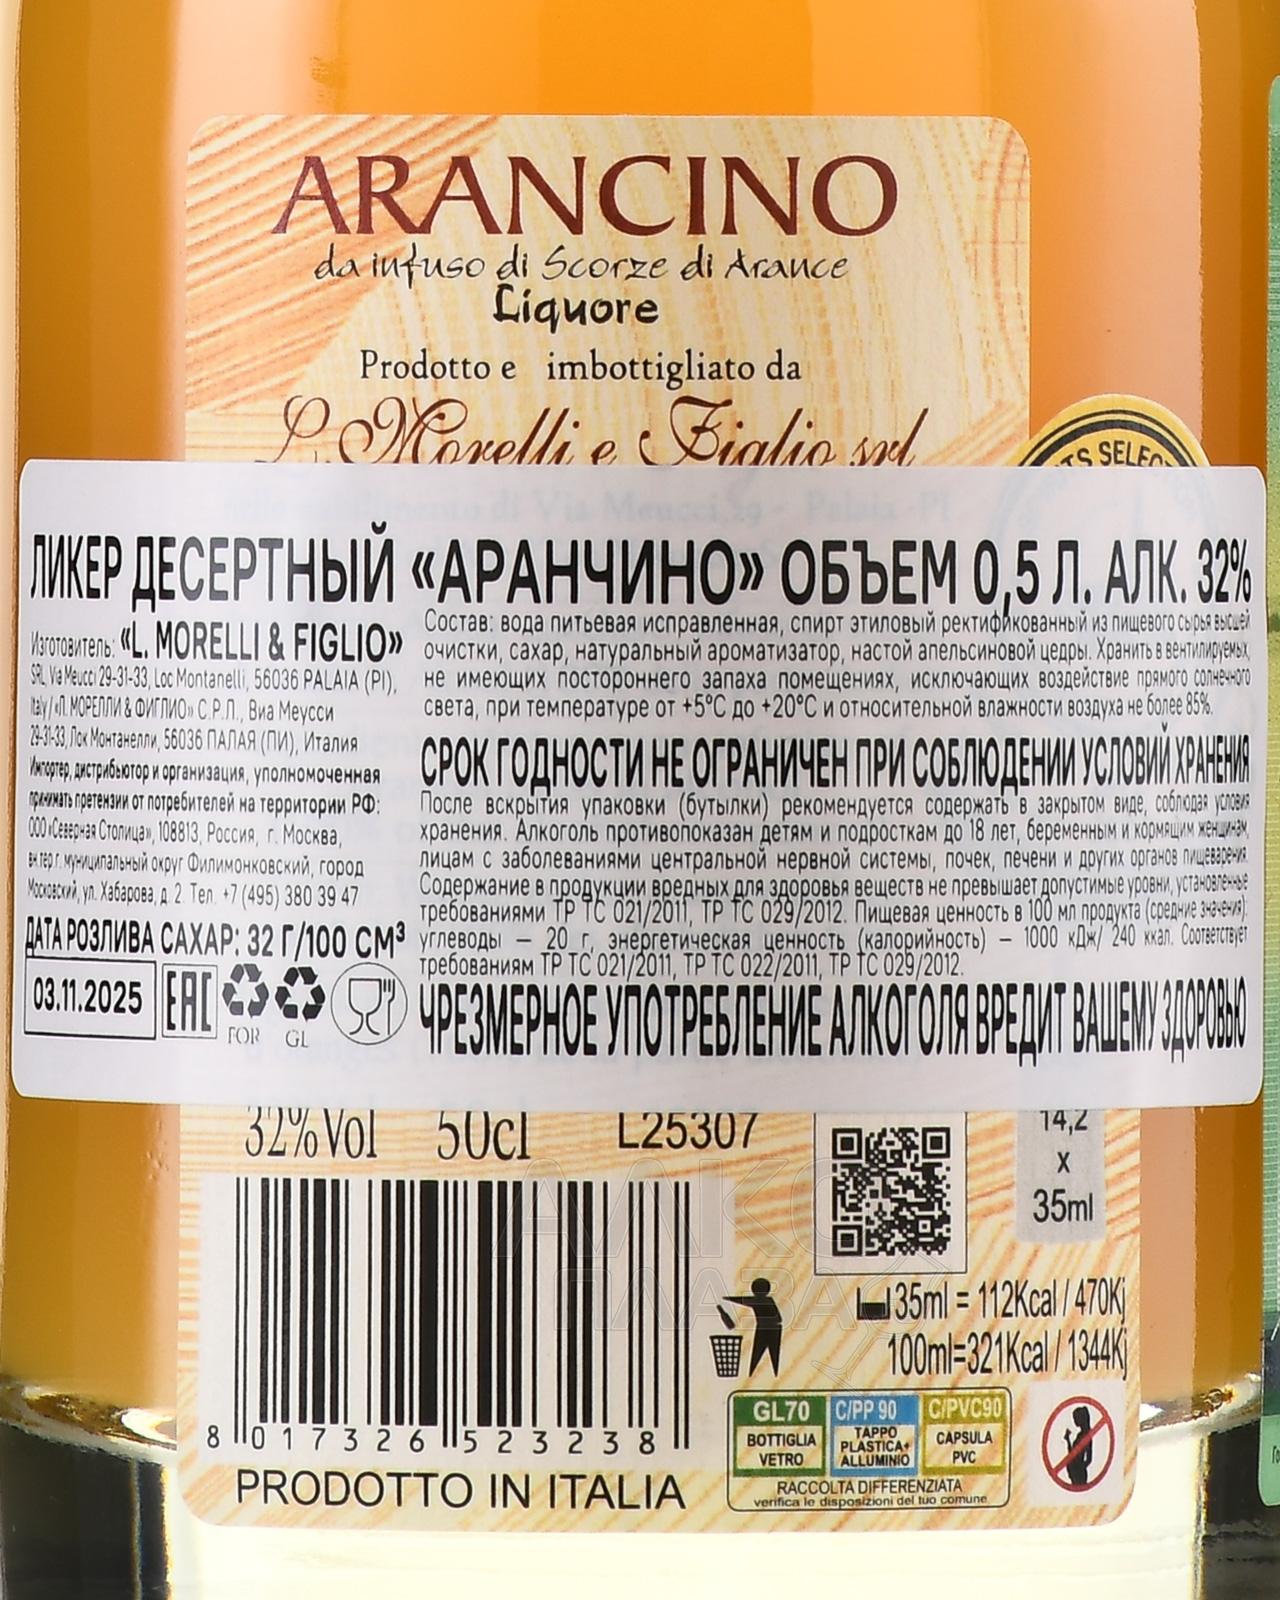 ARANCINO
da infuso di Scorze di Arance
Liquore
Prodotto e imbottigliato da
L. Morelli e Figlio srl
di Via Meucci 29 - Palaia -PI
ЛИКЕР ДЕСЕРТНЫЙ «АРАНЧИНО» ОБЪЕМ 0,5 Л. АЛК. 32%
Изготовитель: «L. MORELLI & FIGLIO»
SRL, Via Meucci 29-31-33, Loc Montanelli, 56036 PALAIA (PI),
Italy / «Л. МОРЕЛЛИ & ФИГЛИО» С.Р.Л., Виа Меусси
29-31-33, Лок Монтанелли, 56036 ПАЛАЯ (ПИ), Италия
Импортер, дистрибьютор и организация, уполномоченная
принимать претензии от потребителей на территории РФ:
ООО «Северная Столица», 108813, Россия, г. Москва,
вн тер г. муниципальный округ Филимонковский, город
Московский, ул. Хабарова, д. 2. Тел. +7 (495) 380 39 47
ДАТА РОЗЛИВА САХАР: 32 Г/100 СМ³
03.11.2025
EAC
FOR
GL
Состав: вода питьевая исправленная, спирт этиловый ректификованный из пищевого сырья высшей
очистки, сахар, натуральный ароматизатор, настой апельсиновой цедры. Хранить в вентилируемых,
не имеющих постороннего запаха помещениях, исключающих воздействие прямого солнечного
света, при температуре от +5°С до +20°С и относительной влажности воздуха не более 85%.
СРОК ГОДНОСТИ НЕ ОГРАНИЧЕН ПРИ СОБЛЮДЕНИИ УСЛОВИЙ ХРАНЕНИЯ
После вскрытия упаковки (бутылки) рекомендуется содержать в закрытом виде, соблюдая условия
хранения. Алкоголь противопоказан детям и подросткам до 18 лет, беременным и кормящим женщинам,
лицам с заболеваниями центральной нервной системы, почек, печени и других органов пищеварения.
Содержание в продукции вредных для здоровья веществ не превышает допустимые уровни, установленные
требованиями ТР ТС 021/2011, ТР ТС 029/2012. Пищевая ценность в 100 мл продукта (средние значения):
углеводы – 20 г, энергетическая ценность (калорийность) – 1000 кДж/ 240 ккал. Соответствует
требованиям ТР ТС 021/2011, ТР ТС 022/2011, ТР ТС 029/2012.
ЧРЕЗМЕРНОЕ УПОТРЕБЛЕНИЕ АЛКОГОЛЯ ВРЕДИТ ВАШЕМУ ЗДОРОВЬЮ
32%Vol 50cl L25307
14,2
x
35ml
АЛКО
ПЛАЗА
35ml = 112Kcal / 470Kj
100ml=321Kcal / 1344Kj
8 017326 523238
PRODOTTO IN ITALIA
GL70
BOTTIGLIA
VETRO
C/PP 90
TAPPO
PLASTICA+
ALLUMINIO
C/PVC90
CAPSULA
PVC
RACCOLTA DIFFERENZIATA
verifica le disposizioni del tuo comune